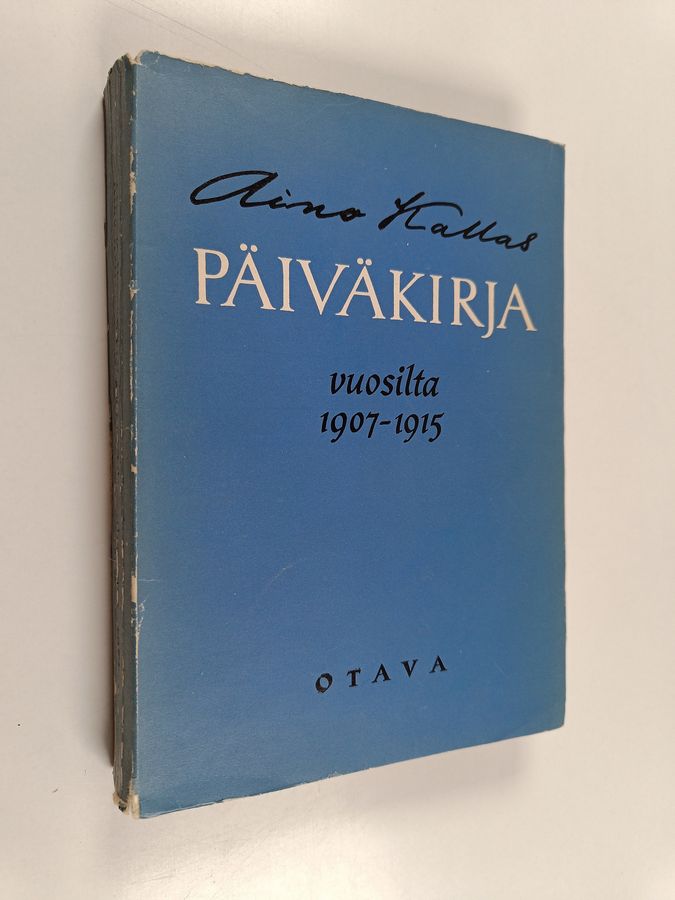 Aino Kallas
PÄIVÄKIRJA
vuosilta
1907-1915
OTAVA